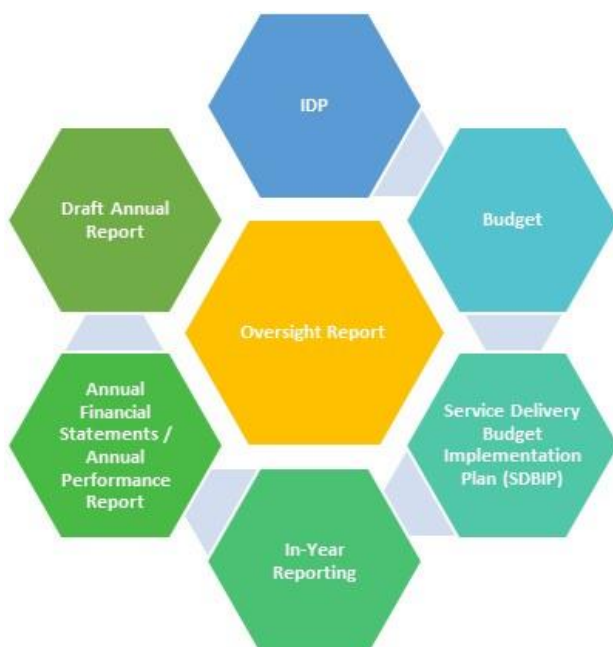 IDP
Budget
Service Delivery
Budget
Implementation
Plan (SDBIP)
In-Year
Reporting
Annual
Financial
Statements /
Annual
Performance
Report
Draft Annual
Report
Oversight Report